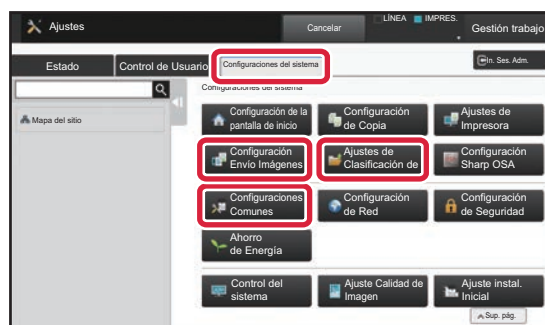 Ajustes
Cancelar
LÍNEA
IMPRES.
Gestión trabajo
Estado
Control de Usuario
Configuraciones del sistema
In. Ses. Adm.
Configuraciones del sistema
Mapa del sitio
Configuración de la
pantalla de inicio
Configuración
de Copia
Ajustes de
Impresora
Configuración
Envío Imágenes
Ajustes de
Clasificación de
Configuración
Sharp OSA
Configuraciones
Comunes
Configuración
de Red
Configuración
de Seguridad
Ahorro
de Energía
Control del
sistema
Ajuste Calidad de
Imagen
Ajuste instal.
Inicial
Sup. pág.